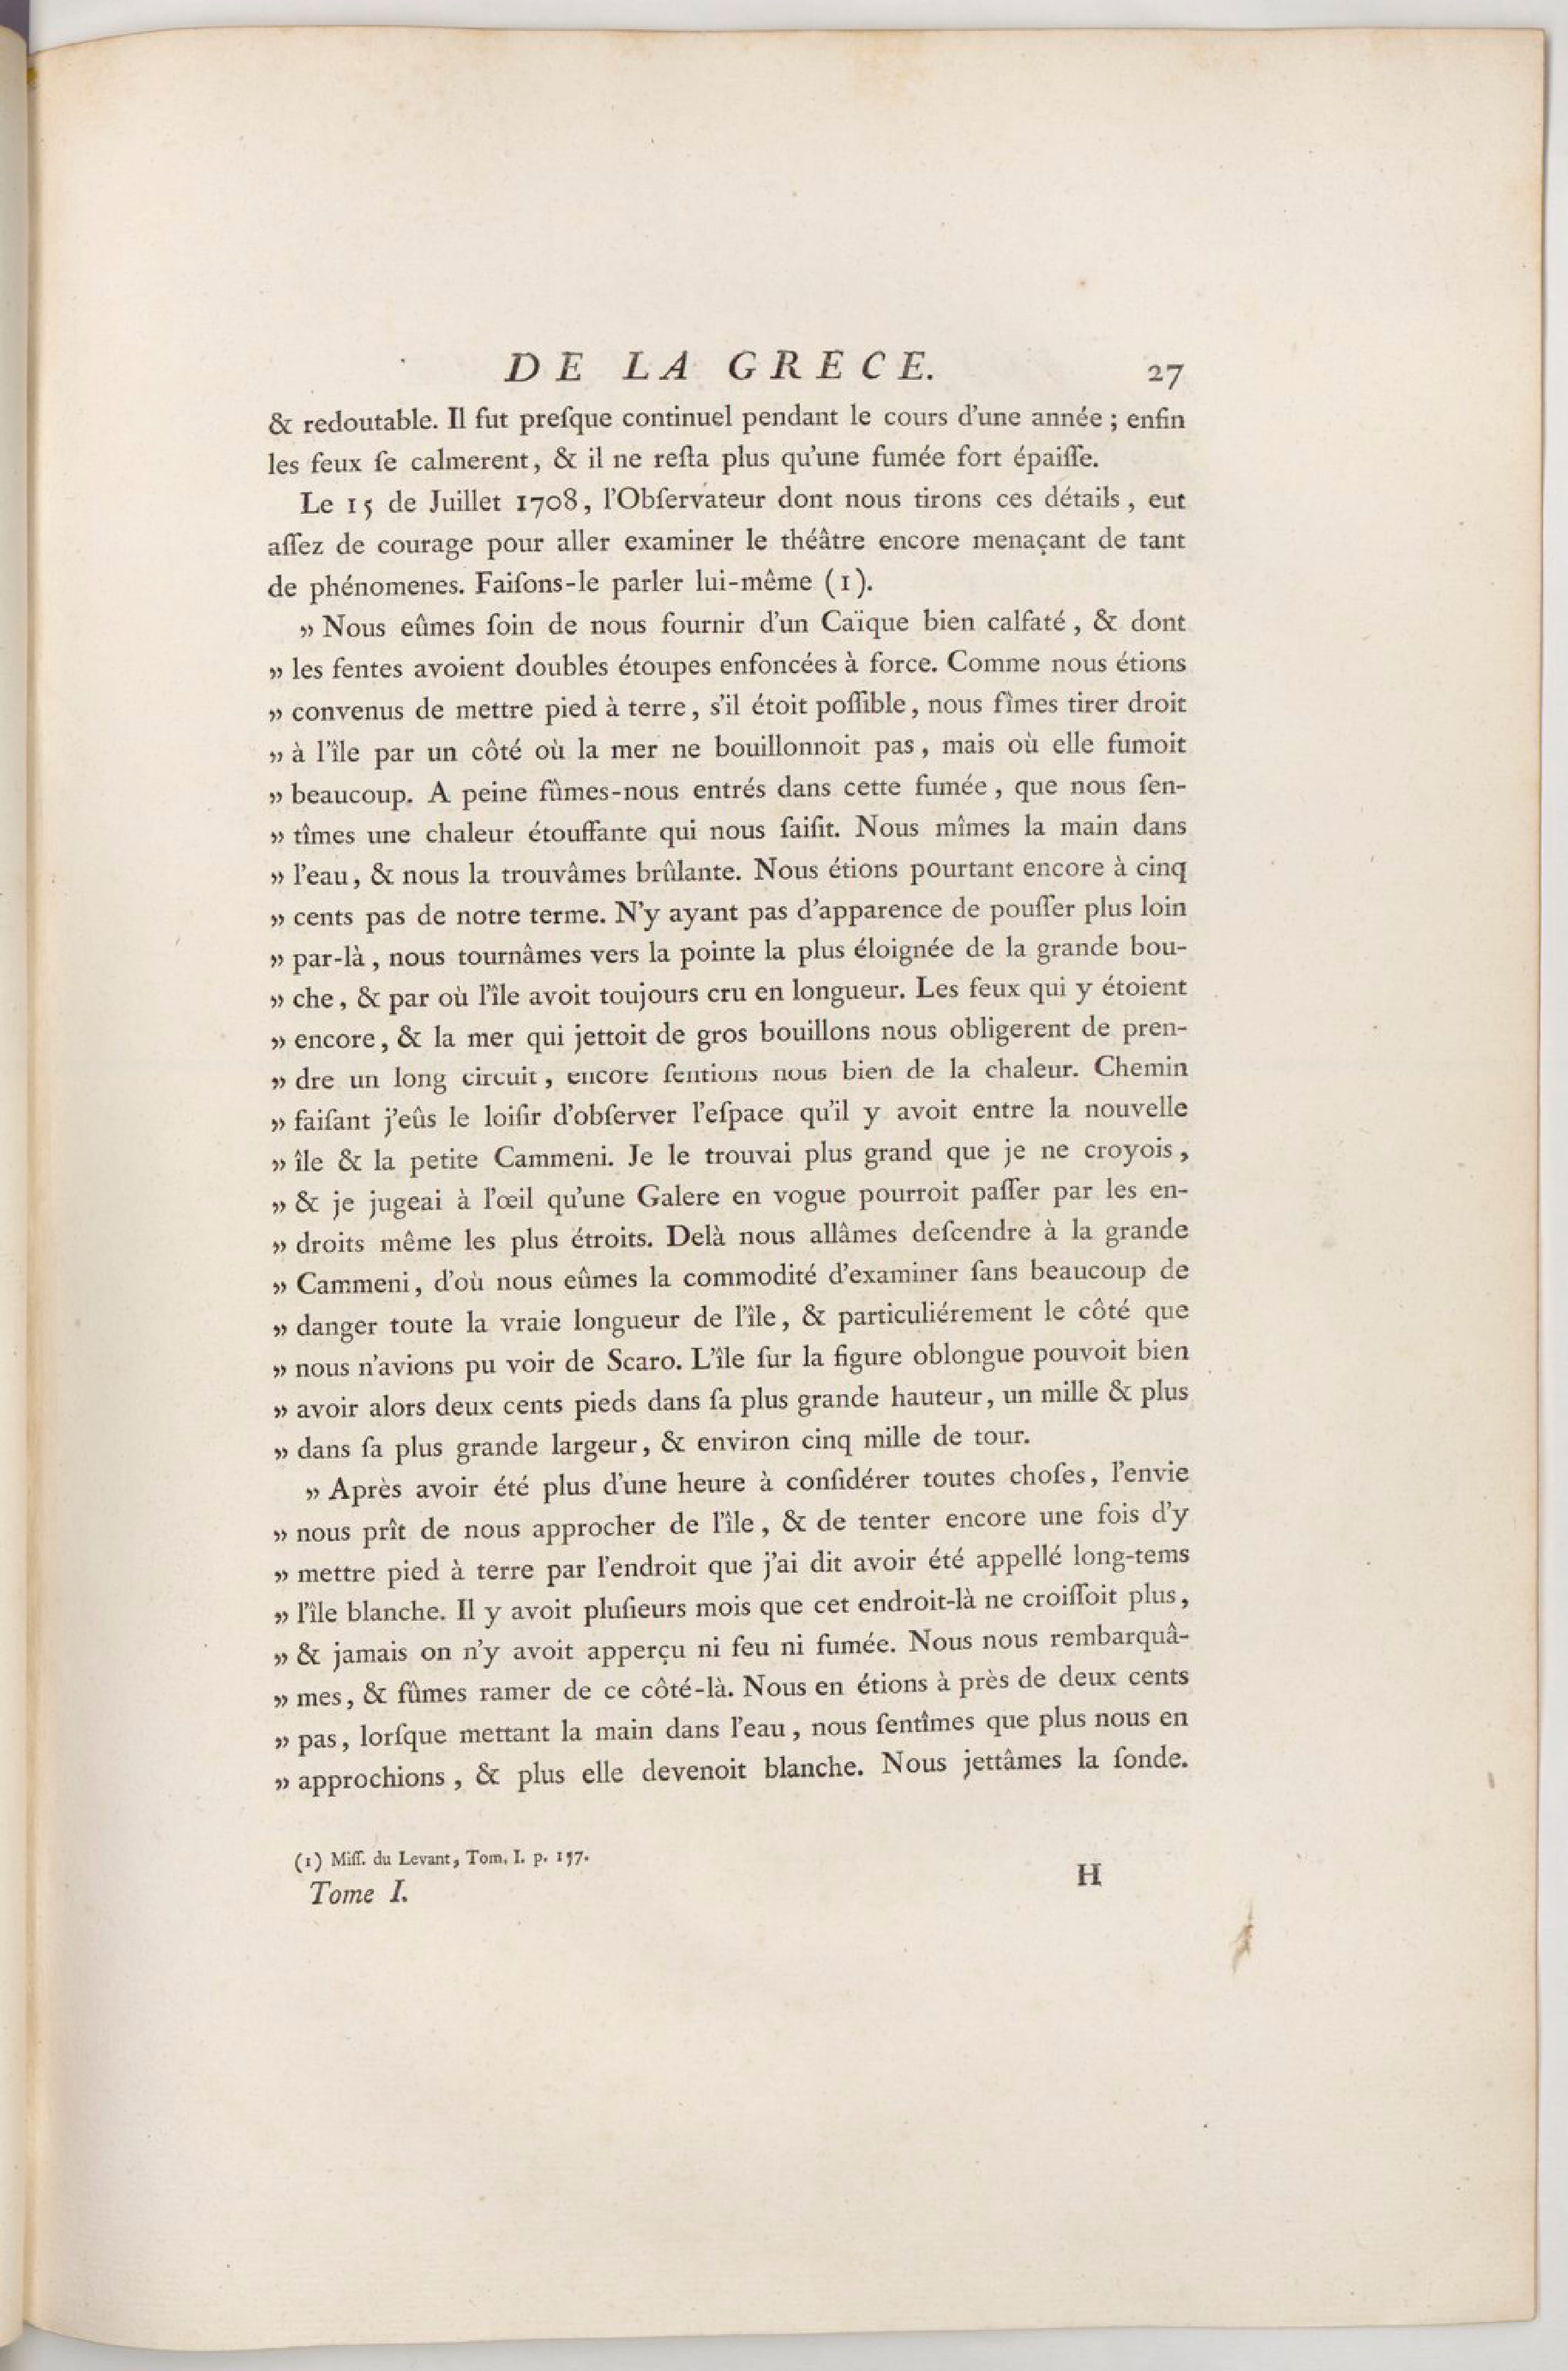 DE LA GRECE. 27
& redoutable. Il fut preſque continuel pendant le cours d'une année ; enfin
les feux ſe calmerent, & il ne reſta plus qu'une fumée fort épaiſſe.
Le 15 de Juillet 1708, l'Obſervateur dont nous tirons ces détails, eut
aſſez de courage pour aller examiner le théâtre encore menaçant de tant
de phénomenes. Faiſons-le parler lui-même (1).
» Nous eûmes ſoin de nous fournir d'un Caïque bien calfaté, & dont
» les fentes avoient doubles étoupes enfoncées à force. Comme nous étions
» convenus de mettre pied à terre, s'il étoit poſſible, nous fîmes tirer droit
» à l'île par un côté où la mer ne bouillonnoit pas, mais où elle fumoit
» beaucoup. A peine fûmes-nous entrés dans cette fumée, que nous ſen-
» tîmes une chaleur étouffante qui nous ſaiſit. Nous mîmes la main dans
» l'eau, & nous la trouvâmes brûlante. Nous étions pourtant encore à cinq
» cents pas de notre terme. N'y ayant pas d'apparence de pouſſer plus loin
» par-là, nous tournâmes vers la pointe la plus éloignée de la grande bou-
» che, & par où l'île avoit toujours cru en longueur. Les feux qui y étoient
» encore, & la mer qui jettoit de gros bouillons nous obligerent de pren-
» dre un long circuit, encore ſentions nous bien de la chaleur. Chemin
» faiſant j'eûs le loiſir d'obſerver l'eſpace qu'il y avoit entre la nouvelle
» île & la petite Cammeni. Je le trouvai plus grand que je ne croyois,
» & je jugeai à l'œil qu'une Galere en vogue pourroit paſſer par les en-
» droits même les plus étroits. Delà nous allâmes deſcendre à la grande
» Cammeni, d'où nous eûmes la commodité d'examiner ſans beaucoup de
» danger toute la vraie longueur de l'île, & particuliérement le côté que
» nous n'avions pu voir de Scaro. L'île ſur la figure oblongue pouvoit bien
» avoir alors deux cents pieds dans ſa plus grande hauteur, un mille & plus
» dans ſa plus grande largeur, & environ cinq mille de tour.
» Après avoir été plus d'une heure à conſidérer toutes choſes, l'envie
» nous prît de nous approcher de l'île, & de tenter encore une fois d'y
» mettre pied à terre par l'endroit que j'ai dit avoir été appellé long-tems
» l'île blanche. Il y avoit pluſieurs mois que cet endroit-là ne croiſſoit plus,
» & jamais on n'y avoit apperçu ni feu ni fumée. Nous nous rembarquâ-
» mes, & fûmes ramer de ce côté-là. Nous en étions à près de deux cents
» pas, lorſque mettant la main dans l'eau, nous ſentîmes que plus nous en
» approchions, & plus elle devenoit blanche. Nous jettâmes la ſonde.
(1) Miſſ. du Levant, Tom. I. p. 157.
Tome I. H